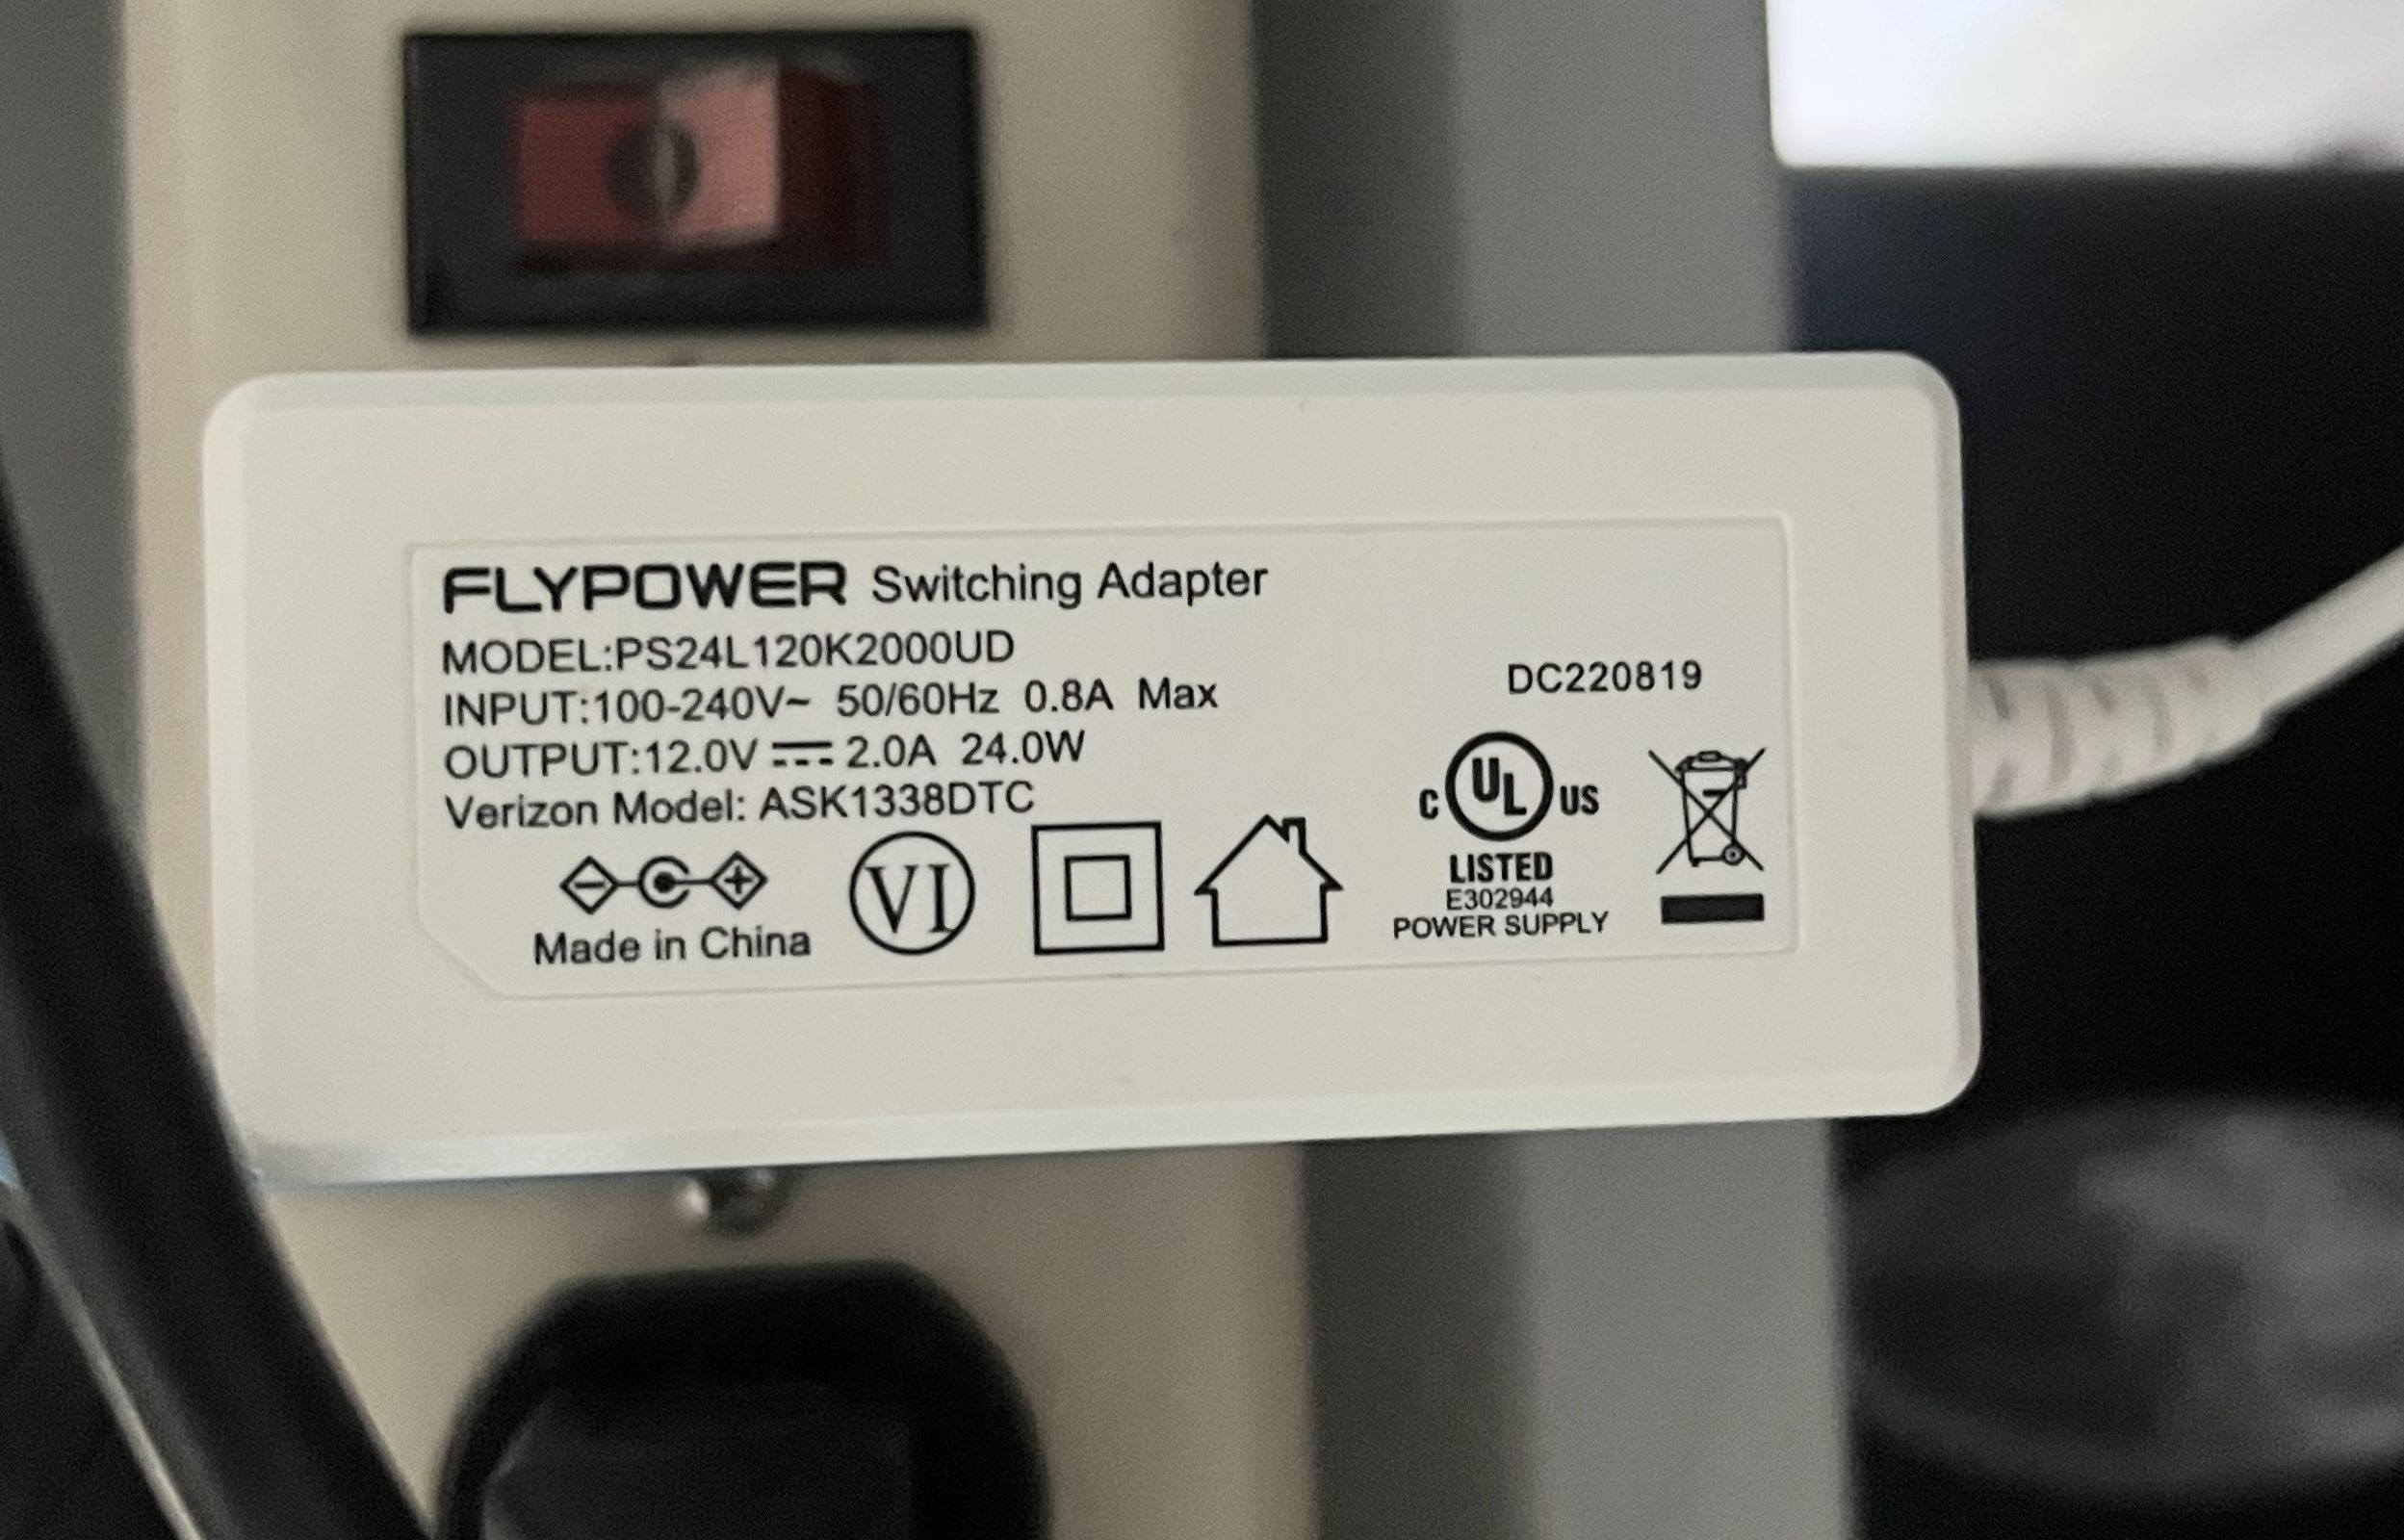 FLYPOWER Switching Adapter
MODEL:PS24L120K2000UD
INPUT:100-240V~ 50/60Hz 0.8A Max
OUTPUT:12.0V ⎓ 2.0A 24.0W
Verizon Model: ASK1338DTC
Made in China
VI
DC220819
C UL US
LISTED
E302944
POWER SUPPLY